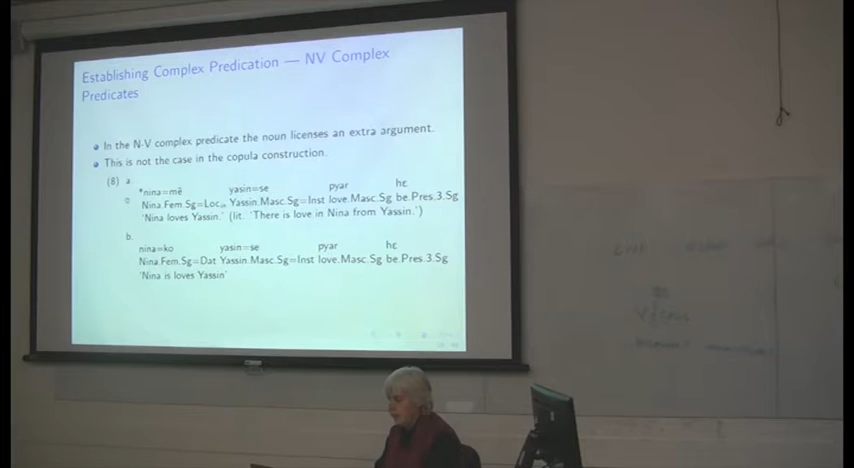 Establishing Complex Predication — NV Complex
Predicates
In the N-V complex predicate the noun licenses an extra argument.
This is not the case in the copula construction.
(8) a.
*nina=mẽ yasin=se pyar hɛ
Nina.Fem.Sg=Loc Yassin.Masc.Sg=Inst love.Masc.Sg be.Pres.3.Sg
'Nina loves Yassin.' (lit. 'There is love in Nina from Yassin.')
b.
nina=ko yasin=se pyar hɛ
Nina.Fem.Sg=Dat Yassin.Masc.Sg=Inst love.Masc.Sg be.Pres.3.Sg
'Nina is loves Yassin'